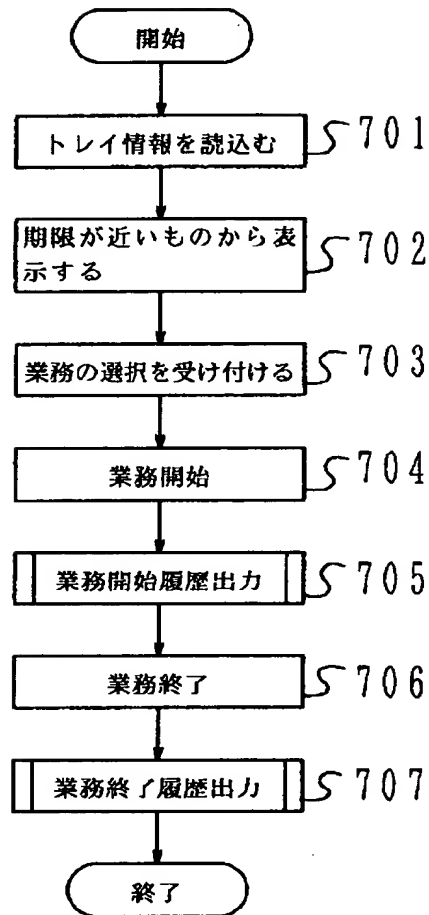 開始
トレイ情報を読込む
701
期限が近いものから表
示する
702
業務の選択を受け付ける
703
業務開始
704
業務開始履歴出力
705
業務終了
706
業務終了履歴出力
707
終了